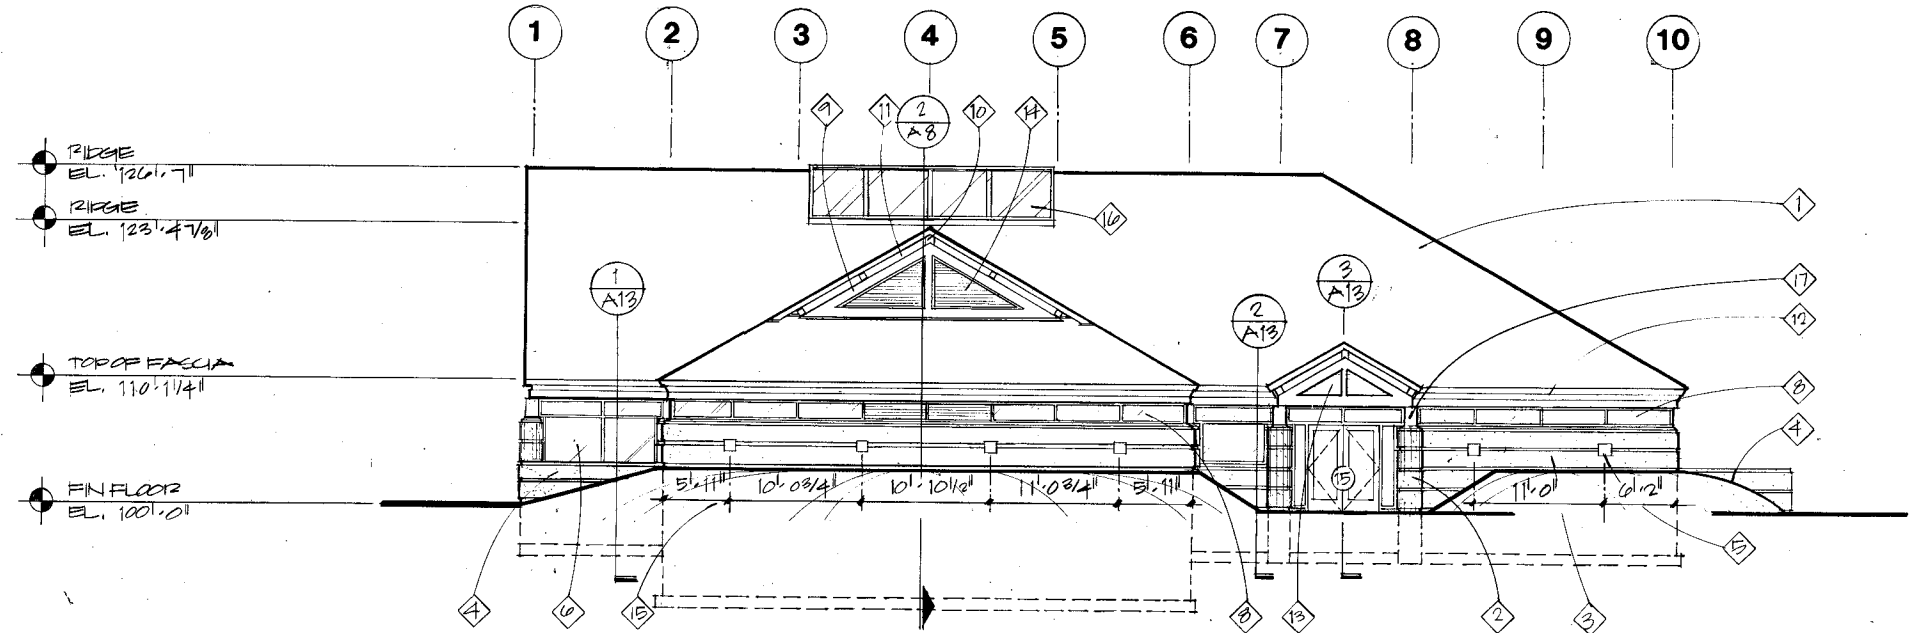 1 2 3 4 5 6 7 8 9 10
9 11 2 10 14
A8
RIDGE
EL. 126'-7"
RIDGE
EL. 123'-4 7/8"
16
1
1
A13
3
A13
17
2
A13
12
TOP OF FASCIA
EL. 110'-1 1/4"
8
4
FIN FLOOR
EL. 100'-0"
5'-11" 10'-0 3/4" 10'-10 1/2" 11'-0 3/4" 5'-11" 15 11'-0" 6'-2"
5
4 6 15 8 13 2 3